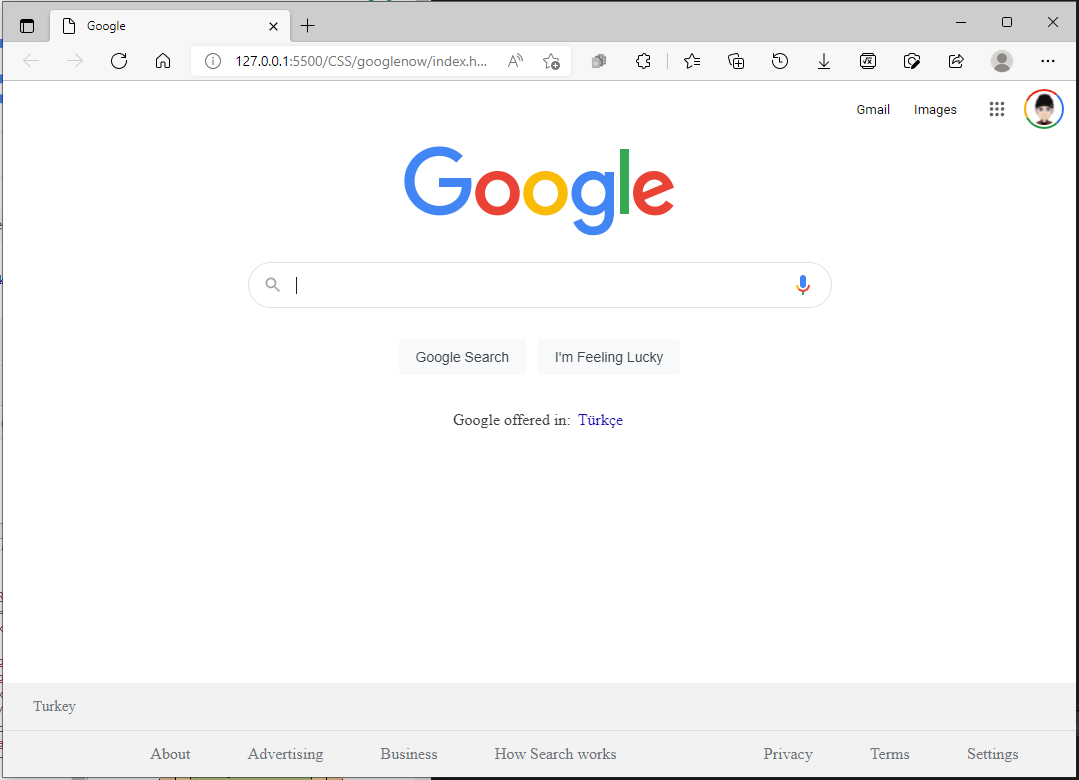 Google
127.0.0.1:5500/CSS/googlenow/index.h...
Gmail Images
Google
Google Search I'm Feeling Lucky
Google offered in: Türkçe
Turkey
About Advertising Business How Search works Privacy Terms Settings